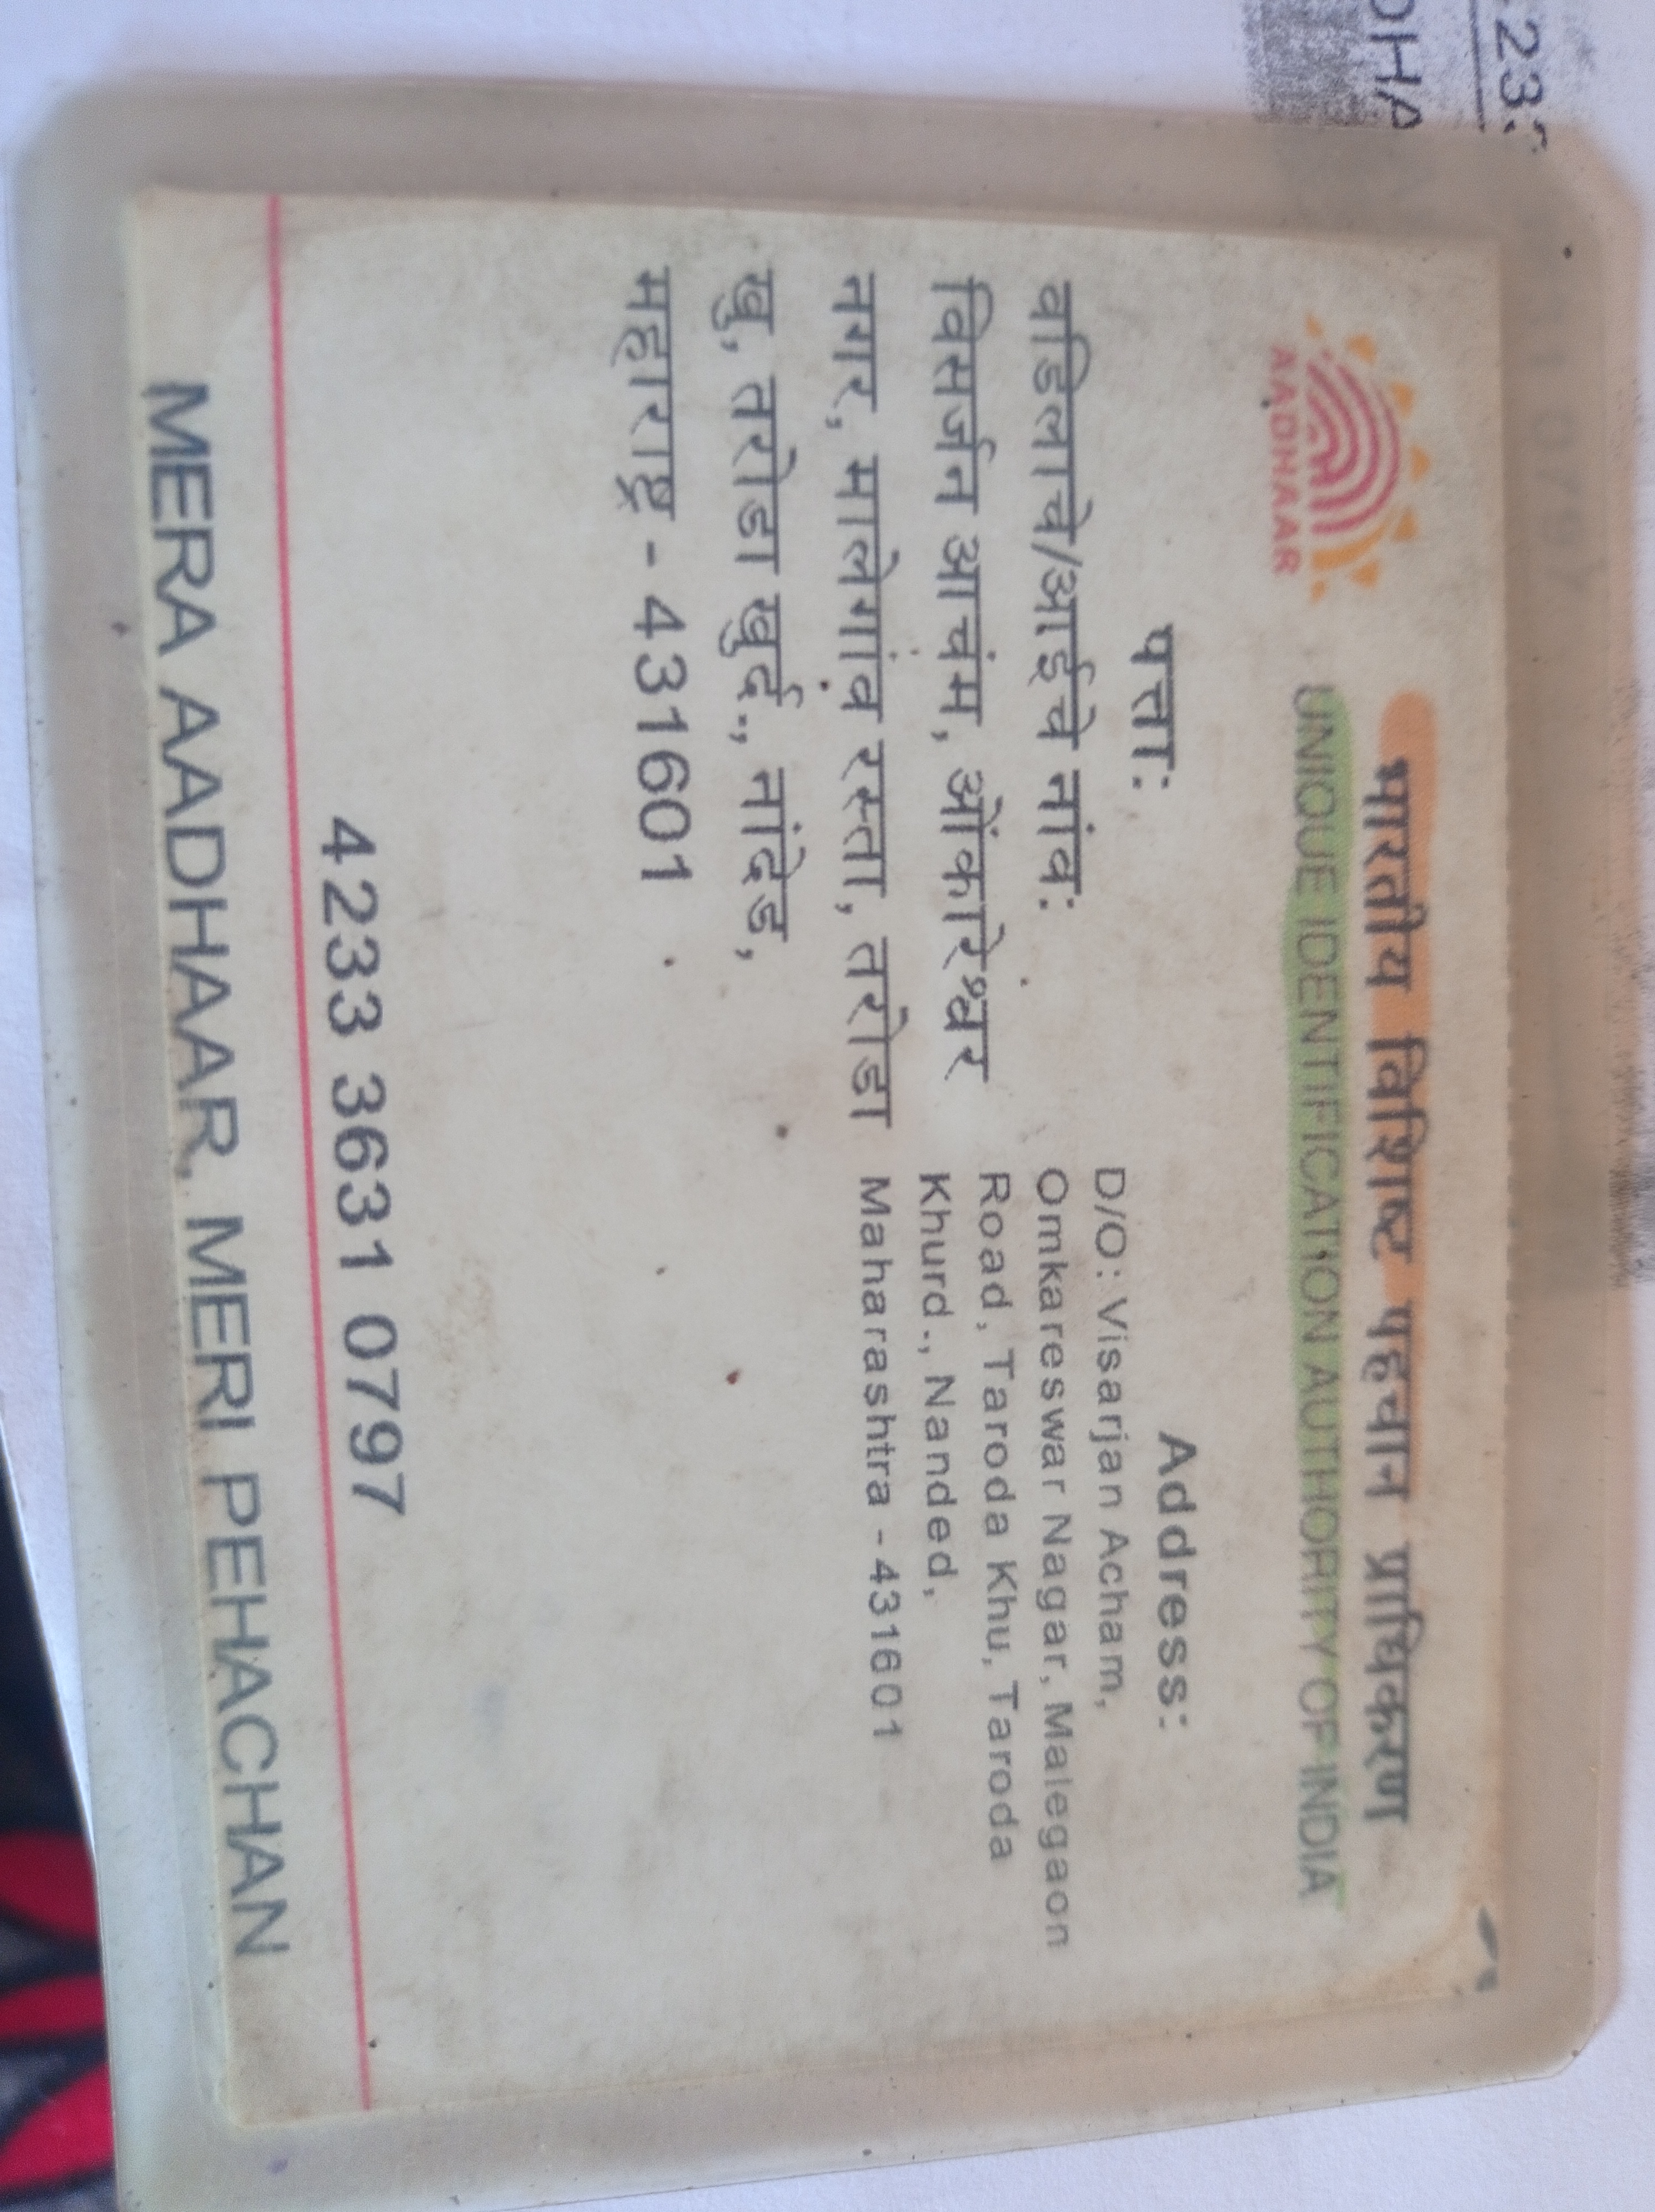 भारतीय विशिष्ट पहचान प्राधिकरण
UNIQUE IDENTIFICATION AUTHORITY OF INDIA
AADHAAR
पत्ता:
वडिलाचे/आईचे नांव:
विसर्जन आचंम, ओंकारेश्वर
नगर, मालेगांव रस्ता, तरोडा
खु, तरोडा खुर्द., नांदेड,
महाराष्ट्र - 431601
Address:
D/O: Visarjan Acham,
Omkareswar Nagar, Malegaon
Road, Taroda Khu, Taroda
Khurd., Nanded,
Maharashtra - 431601
4233 3631 0797
MERA AADHAAR, MERI PEHACHAN